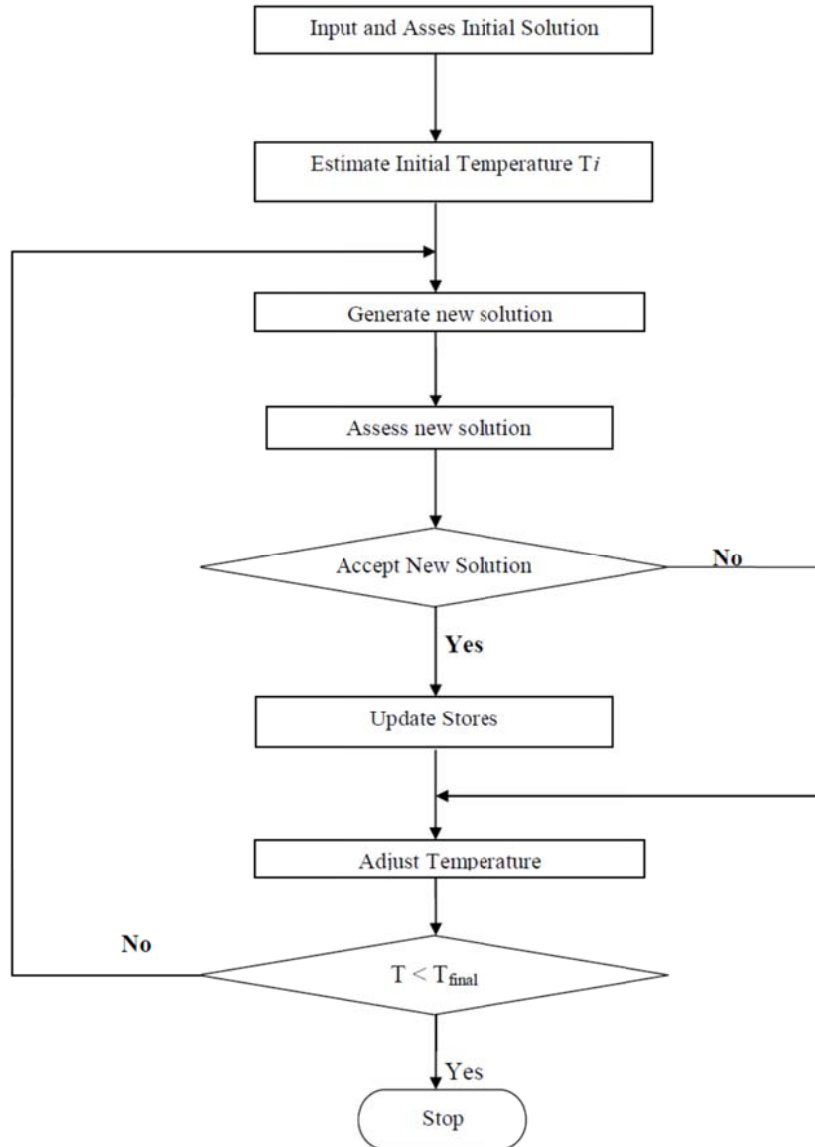 Input and Asses Initial Solution
Estimate Initial Temperature Ti
Generate new solution
Assess new solution
Accept New Solution
No
Yes
Update Stores
Adjust Temperature
No
T < Tfinal
Yes
Stop